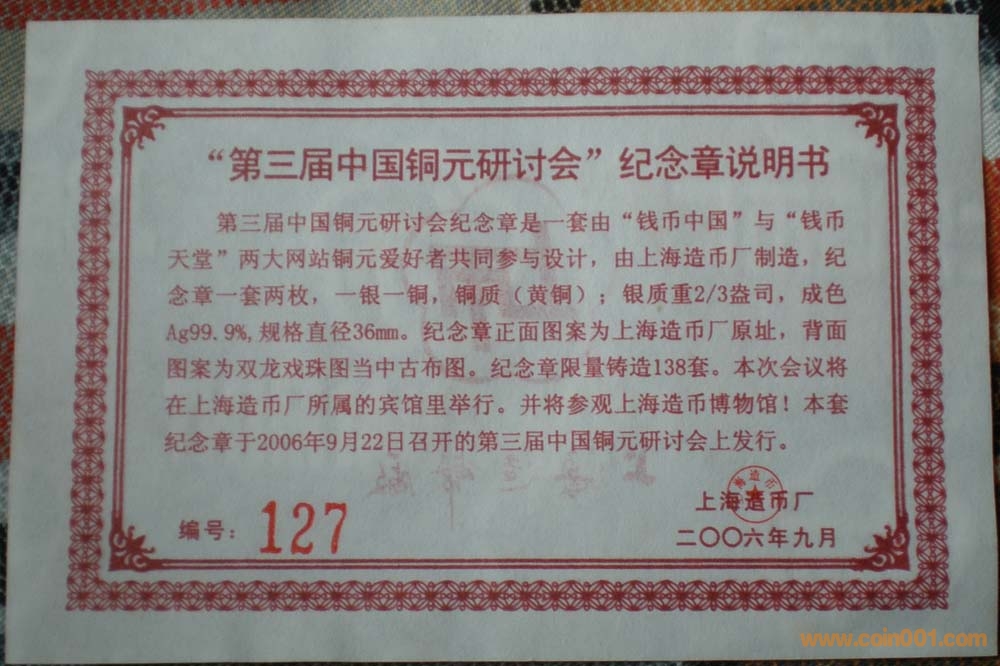 “第三届中国铜元研讨会”纪念章说明书
第三届中国铜元研讨会纪念章是一套由“钱币中国”与“钱币
天堂”两大网站铜元爱好者共同参与设计，由上海造币厂制造，纪
念章一套两枚，一银一铜，铜质（黄铜）；银质重2/3盎司，成色
Ag99.9%,规格直径36mm。纪念章正面图案为上海造币厂原址，背面
图案为双龙戏珠图当中古布图。纪念章限量铸造138套。本次会议将
在上海造币厂所属的宾馆里举行。并将参观上海造币博物馆！本套
纪念章于2006年9月22日召开的第三届中国铜元研讨会上发行。
上海造币厂
编号：127
二〇〇六年九月
www.coin001.com